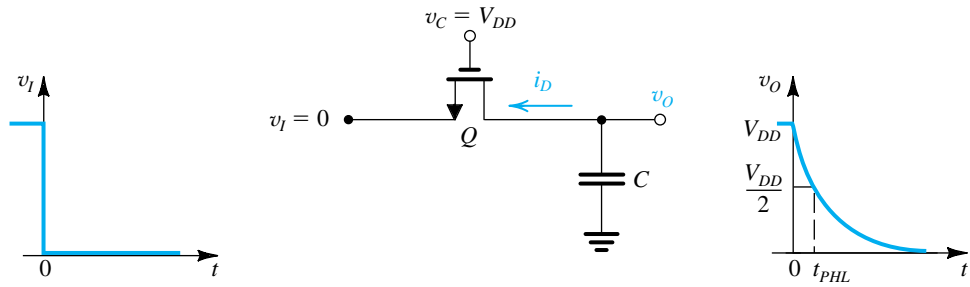 v_I
0
t
v_C = V_DD
v_I = 0
Q
i_D
v_O
C
v_O
V_DD
V_DD
2
0
t_PHL
t